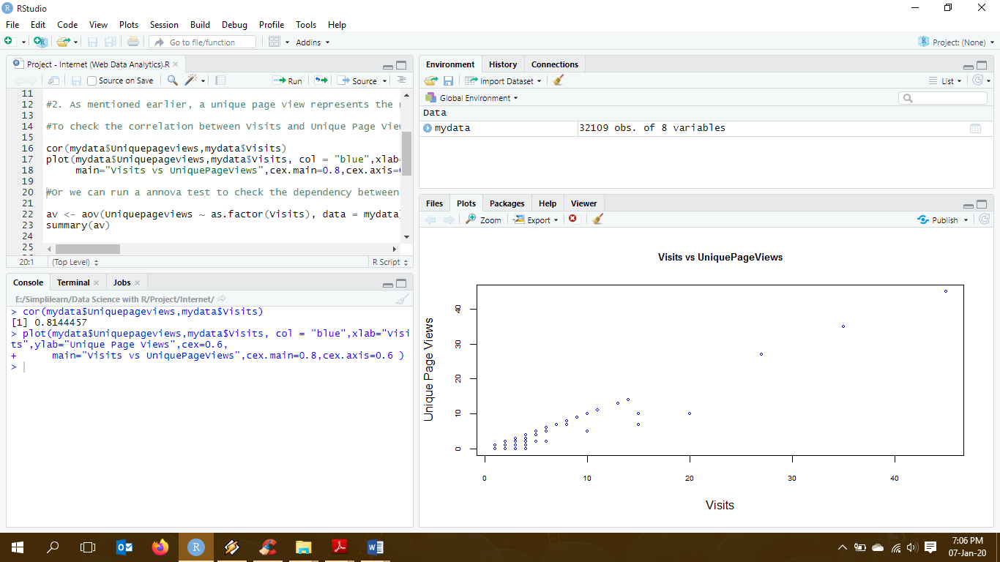 RStudio
File Edit Code View Plots Session Build Debug Profile Tools Help
Go to file/function Addins Project: (None)
Project - Internet (Web Data Analytics).R
Source on Save Run Source
11
12 #2. As mentioned earlier, a unique page view represents the
13
14 #To check the correlation between Visits and Unique Page Vie
15
16 cor(mydata$Uniquepageviews,mydata$Visits)
17 plot(mydata$Uniquepageviews,mydata$Visits, col = "blue",xlab=
18 main="Visits vs UniquePageViews",cex.main=0.8,cex.axis=
19
20 #Or we can run a annova test to check the dependency between
21
22 av <- aov(Uniquepageviews ~ as.factor(Visits), data = mydata)
23 summary(av)
24
25
20:1 (Top Level) R Script
Console Terminal Jobs
E:/Simplilearn/Data Science with R/Project/Internet/
> cor(mydata$Uniquepageviews,mydata$Visits)
[1] 0.8144457
> plot(mydata$Uniquepageviews,mydata$Visits, col = "blue",xlab="Visi
ts",ylab="Unique Page Views",cex=0.6,
+ main="Visits vs UniquePageViews",cex.main=0.8,cex.axis=0.6 )
>
Environment History Connections
Import Dataset List
Global Environment
Data
mydata 32109 obs. of 8 variables
Files Plots Packages Help Viewer
Zoom Export Publish
Visits vs UniquePageViews
Unique Page Views
40
30
20
10
0
0 10 20 30 40
Visits
7:06 PM
07-Jan-20